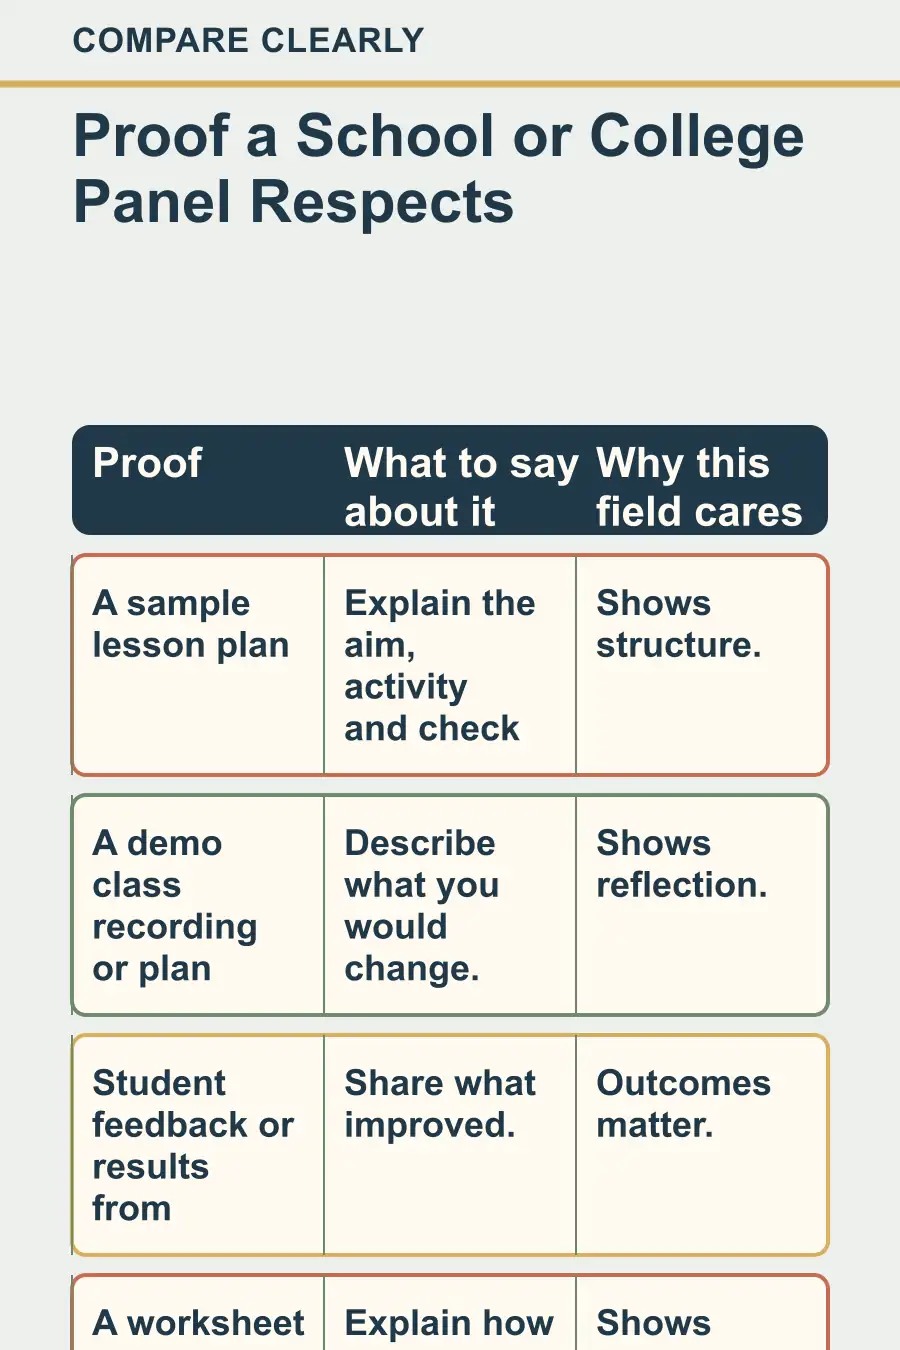 COMPARE CLEARLY
Proof a School or College
Panel Respects
Proof
What to say
about it
Why this
field cares
A sample
lesson plan
Explain the
aim,
activity
and check
Shows
structure.
A demo
class
recording
or plan
Describe
what you
would
change.
Shows
reflection.
Student
feedback or
results
from
Share what
improved.
Outcomes
matter.
A worksheet
Explain how
Shows